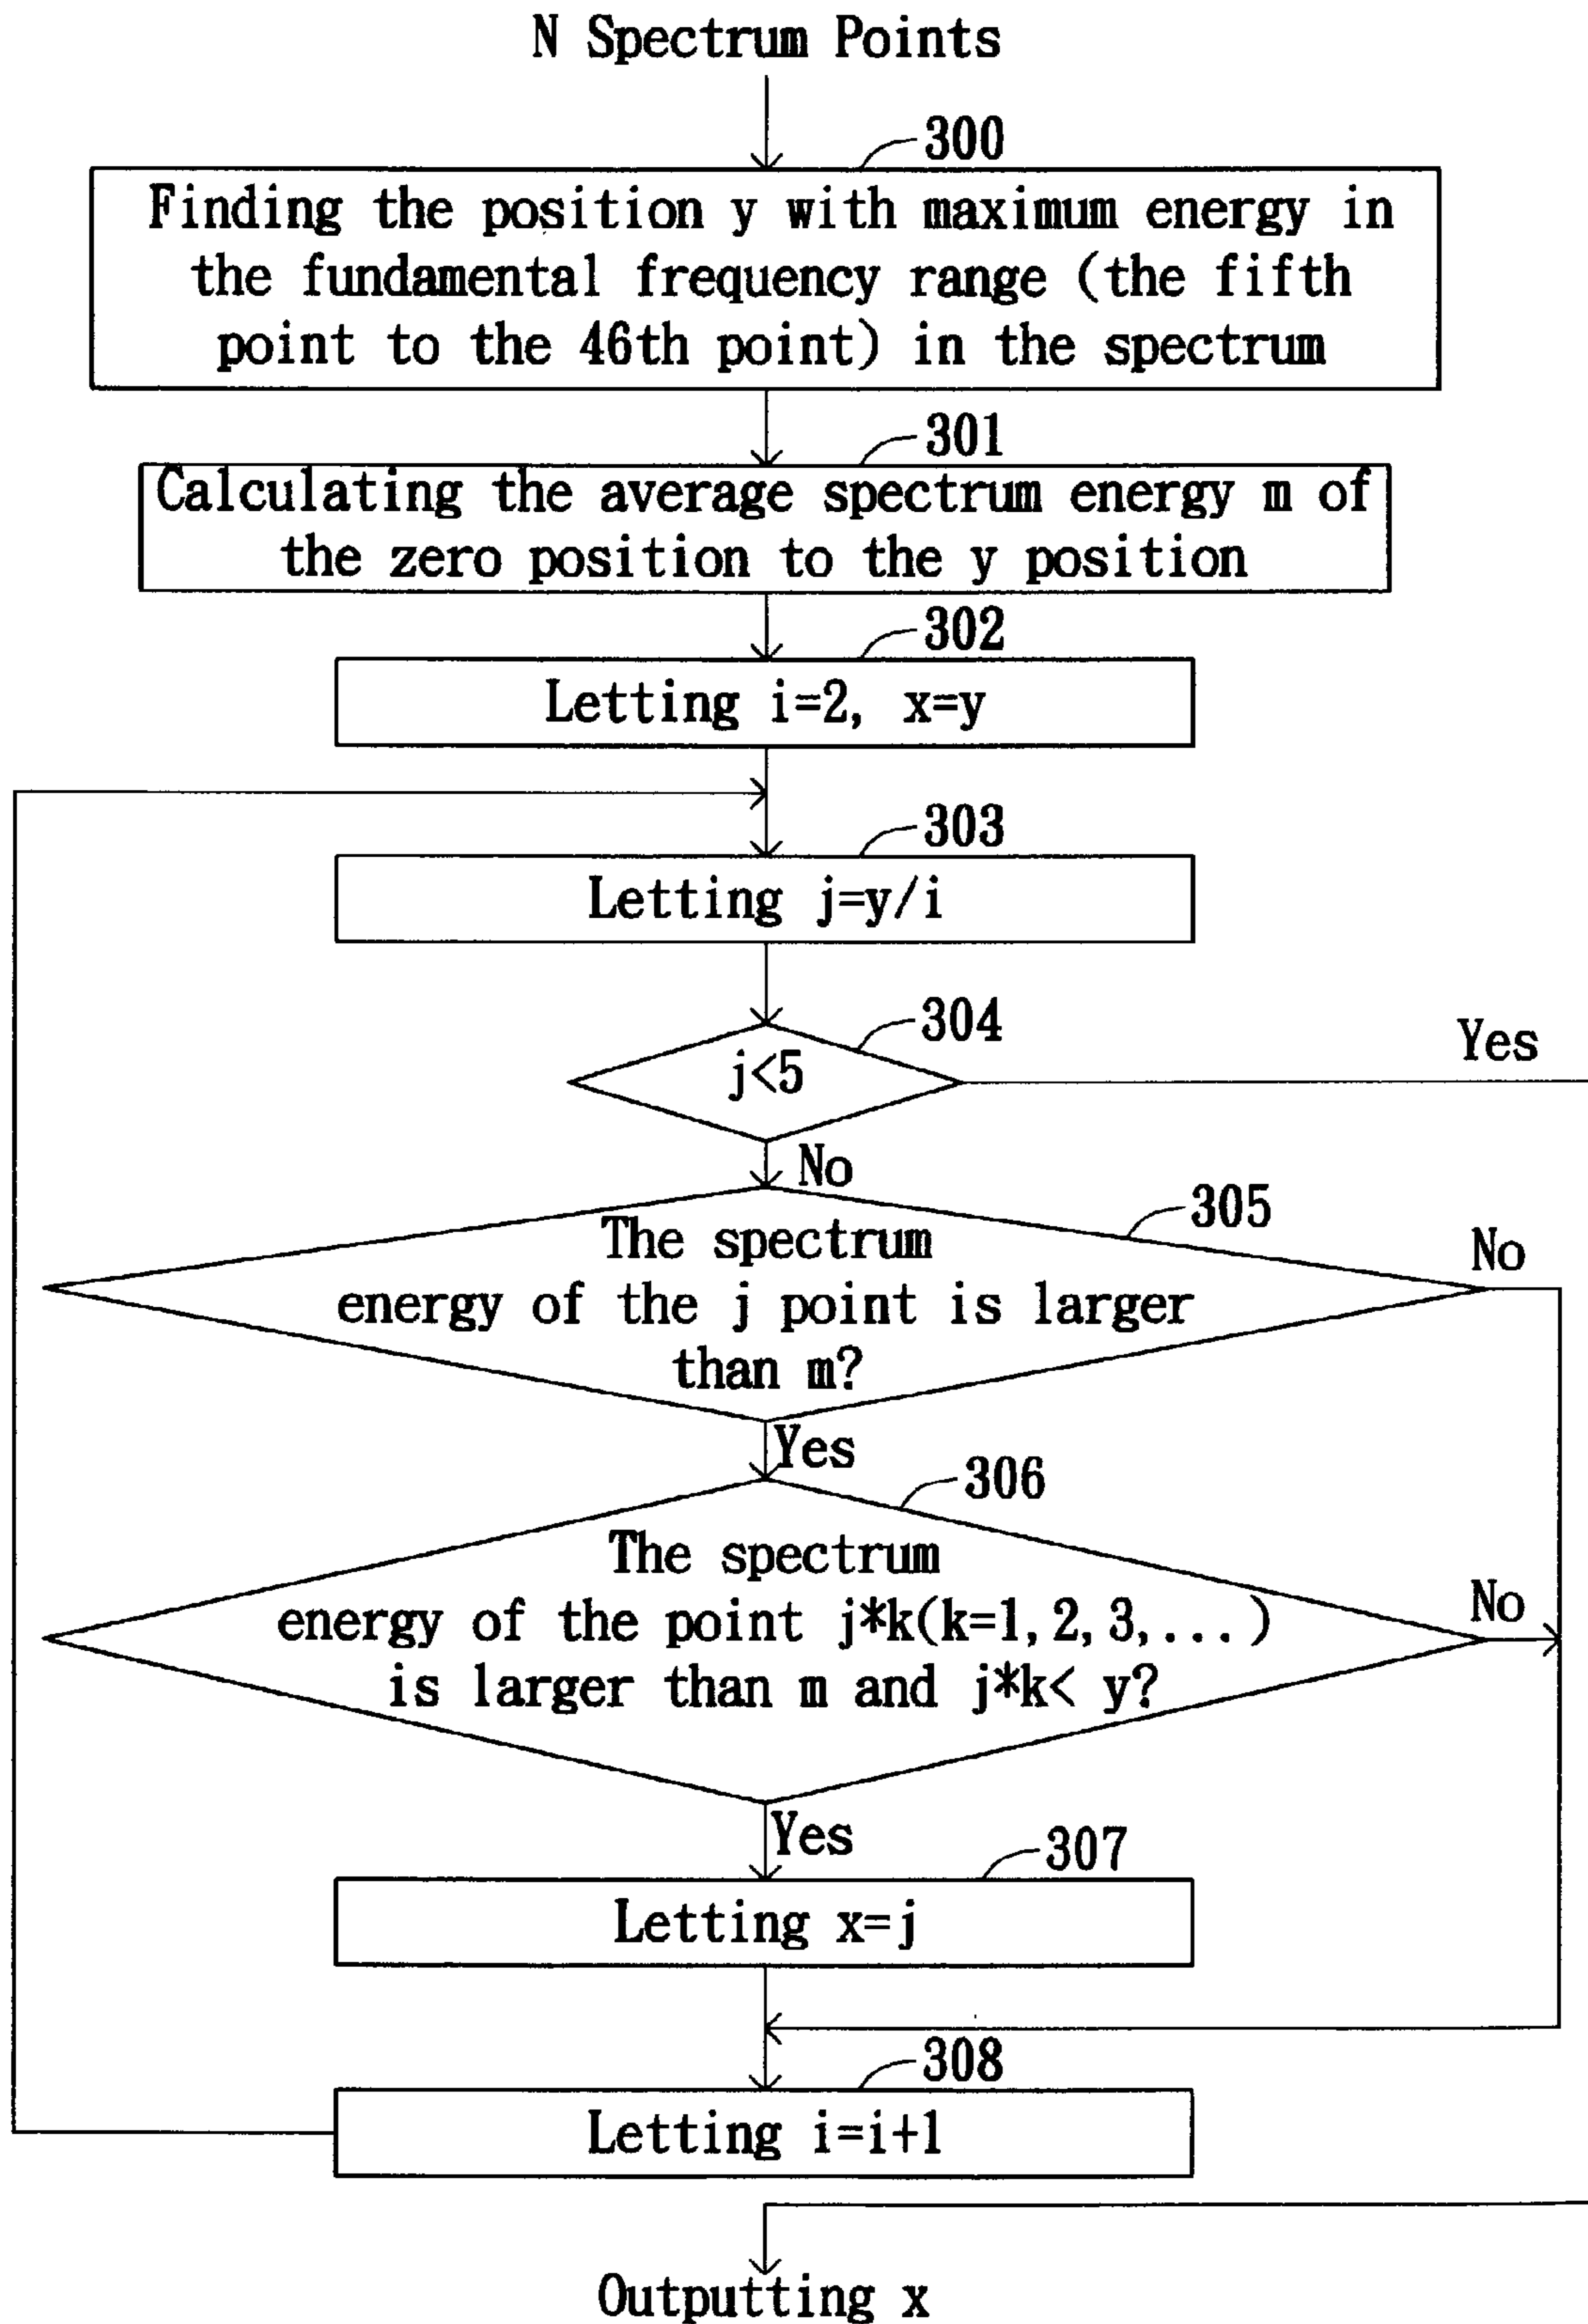 N Spectrum Points
300
Finding the position y with maximum energy in
the fundamental frequency range (the fifth
point to the 46th point) in the spectrum
301
Calculating the average spectrum energy m of
the zero position to the y position
302
Letting i=2, x=y
303
Letting j=y/i
304
Yes
j<5
No
305
The spectrum
No
energy of the j point is larger
than m?
Yes
306
The spectrum
energy of the point j*k(k=1,2,3,...)
No
is larger than m and j*k< y?
Yes
307
Letting x=j
308
Letting i=i+1
Outputting x